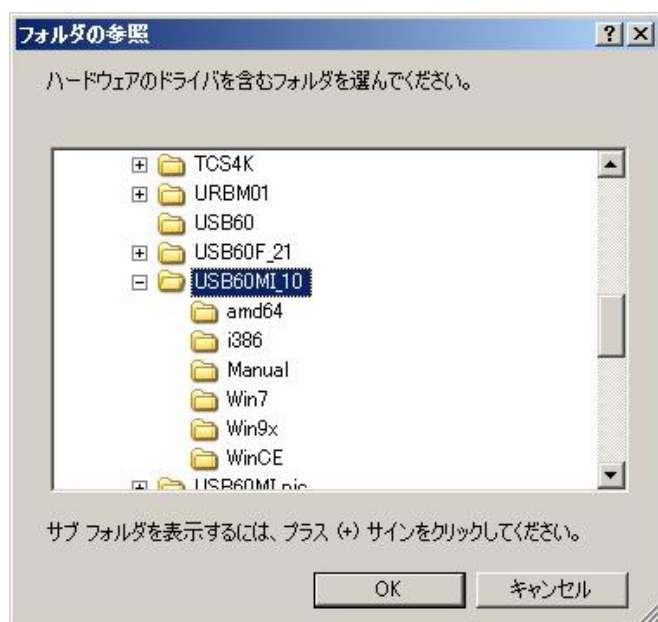 フォルダの参照
ハードウェアのドライバを含むフォルダを選んでください。
TCS4K
URBM01
USB60
USB60F_21
USB60MI_10
amd64
i386
Manual
Win7
Win9x
WinCE
USB60MI_pic
サブ フォルダを表示するには、プラス (+) サインをクリックしてください。
OK
キャンセル